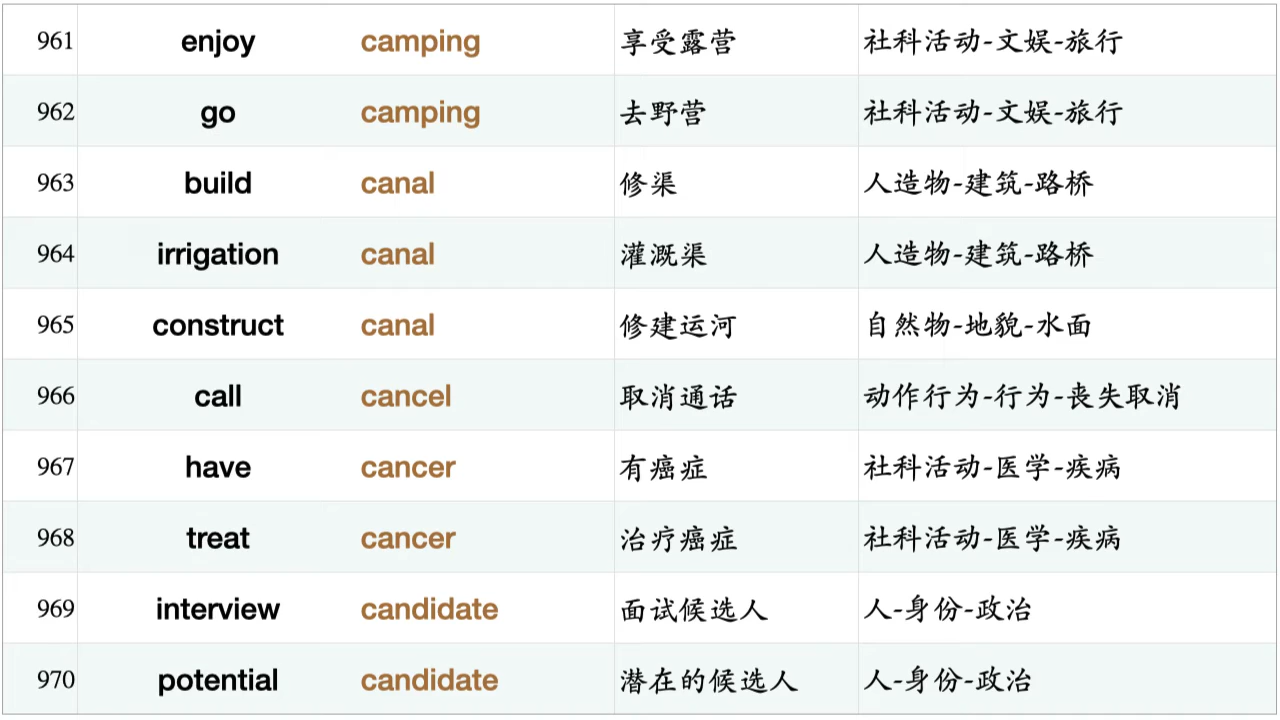 961 enjoy camping 享受露营 社科活动-文娱-旅行
962 go camping 去野营 社科活动-文娱-旅行
963 build canal 修渠 人造物-建筑-路桥
964 irrigation canal 灌溉渠 人造物-建筑-路桥
965 construct canal 修建运河 自然物-地貌-水面
966 call cancel 取消通话 动作行为-行为-丧失取消
967 have cancer 有癌症 社科活动-医学-疾病
968 treat cancer 治疗癌症 社科活动-医学-疾病
969 interview candidate 面试候选人 人-身份-政治
970 potential candidate 潜在的候选人 人-身份-政治